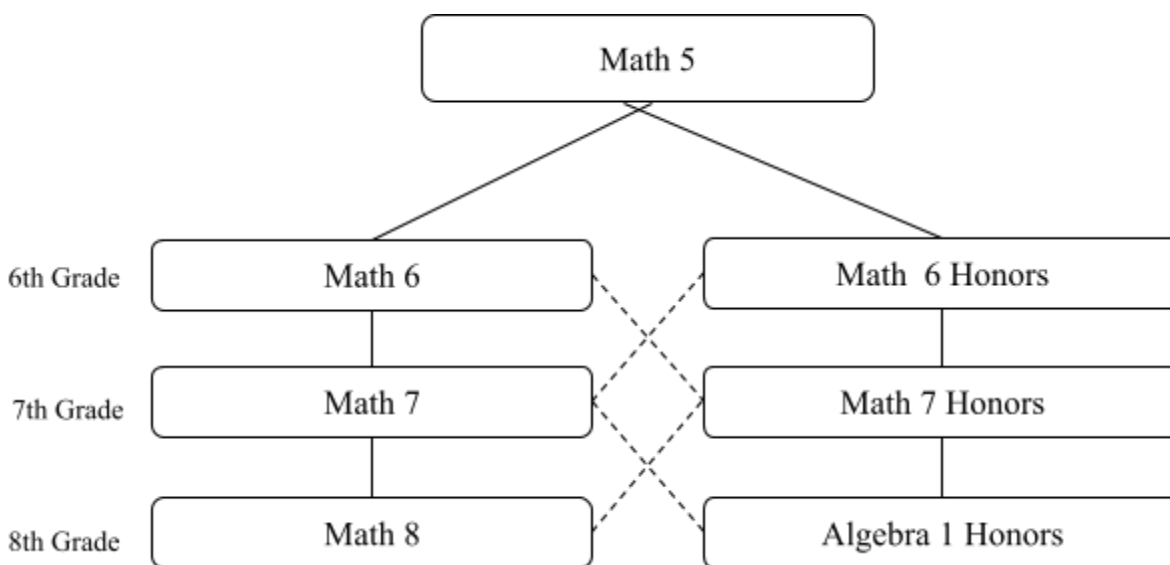 Math 5
6th Grade
Math 6
Math 6 Honors
7th Grade
Math 7
Math 7 Honors
8th Grade
Math 8
Algebra 1 Honors